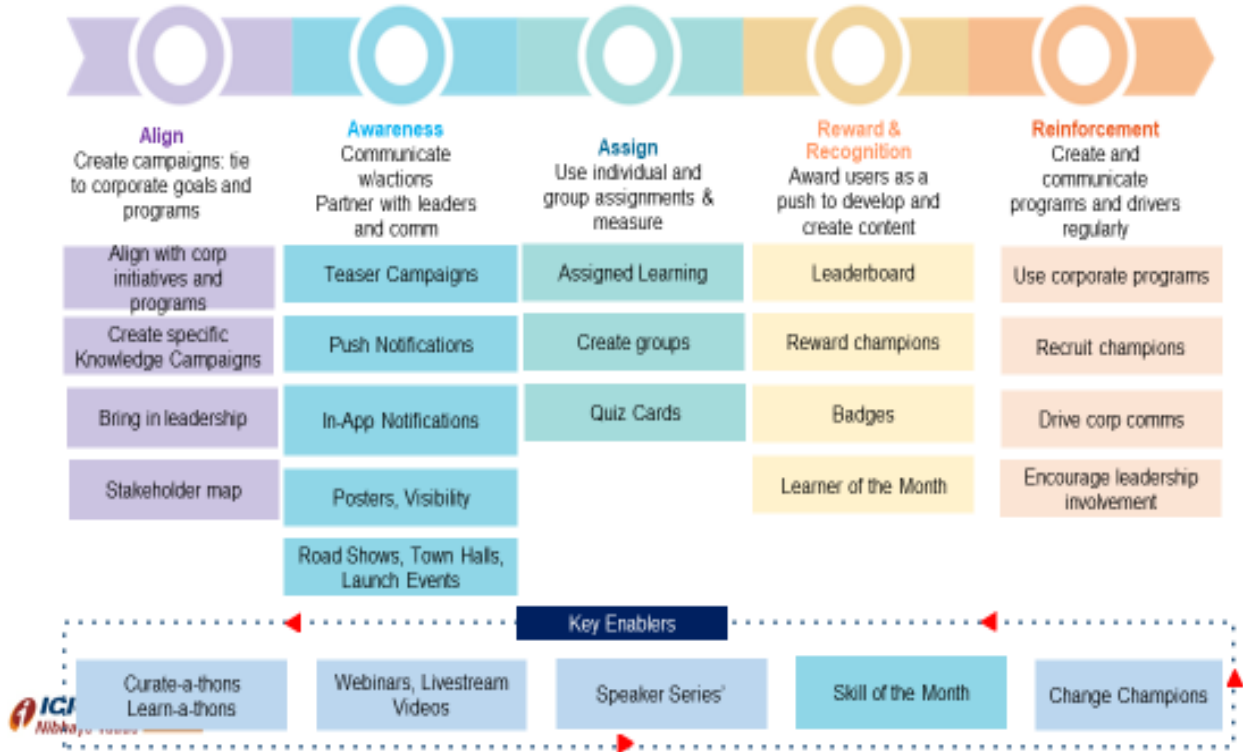 Align
Create campaigns: tie
to corporate goals and
programs
Awareness
Communicate
w/actions
Partner with leaders
and comm
Assign
Use individual and
group assignments &
measure
Reward &
Recognition
Award users as a
push to develop and
create content
Reinforcement
Create and
communicate
programs and drivers
regularly
Align with corp
initiatives and
programs
Create specific
Knowledge Campaigns
Bring in leadership
Stakeholder map
Teaser Campaigns
Push Notifications
In-App Notifications
Posters, Visibility
Road Shows, Town Halls,
Launch Events
Assigned Learning
Create groups
Quiz Cards
Leaderboard
Reward champions
Badges
Learner of the Month
Use corporate programs
Recruit champions
Drive corp comms
Encourage leadership
involvement
Key Enablers
Curate-a-thons
Learn-a-thons
Webinars, Livestream
Videos
Speaker Series'
Skill of the Month
Change Champions